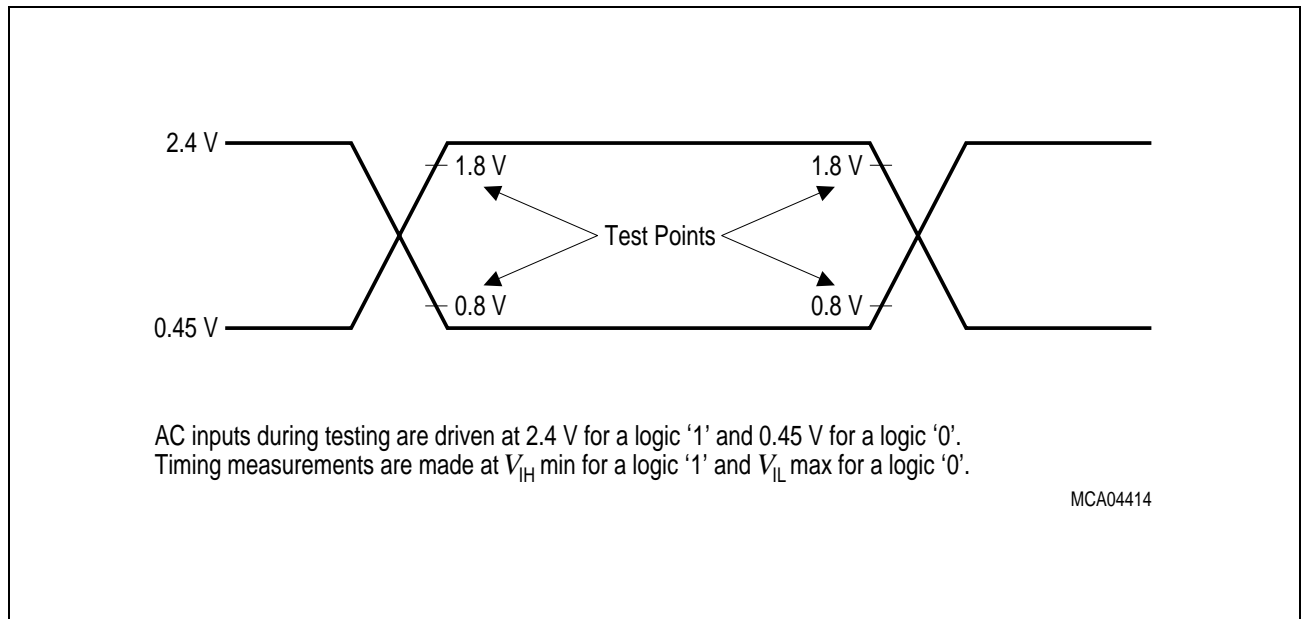 2.4 V
1.8 V
1.8 V
Test Points
0.8 V
0.8 V
0.45 V
AC inputs during testing are driven at 2.4 V for a logic ‘1’ and 0.45 V for a logic ‘0’.
Timing measurements are made at VIH min for a logic ‘1’ and VIL max for a logic ‘0’.
MCA04414